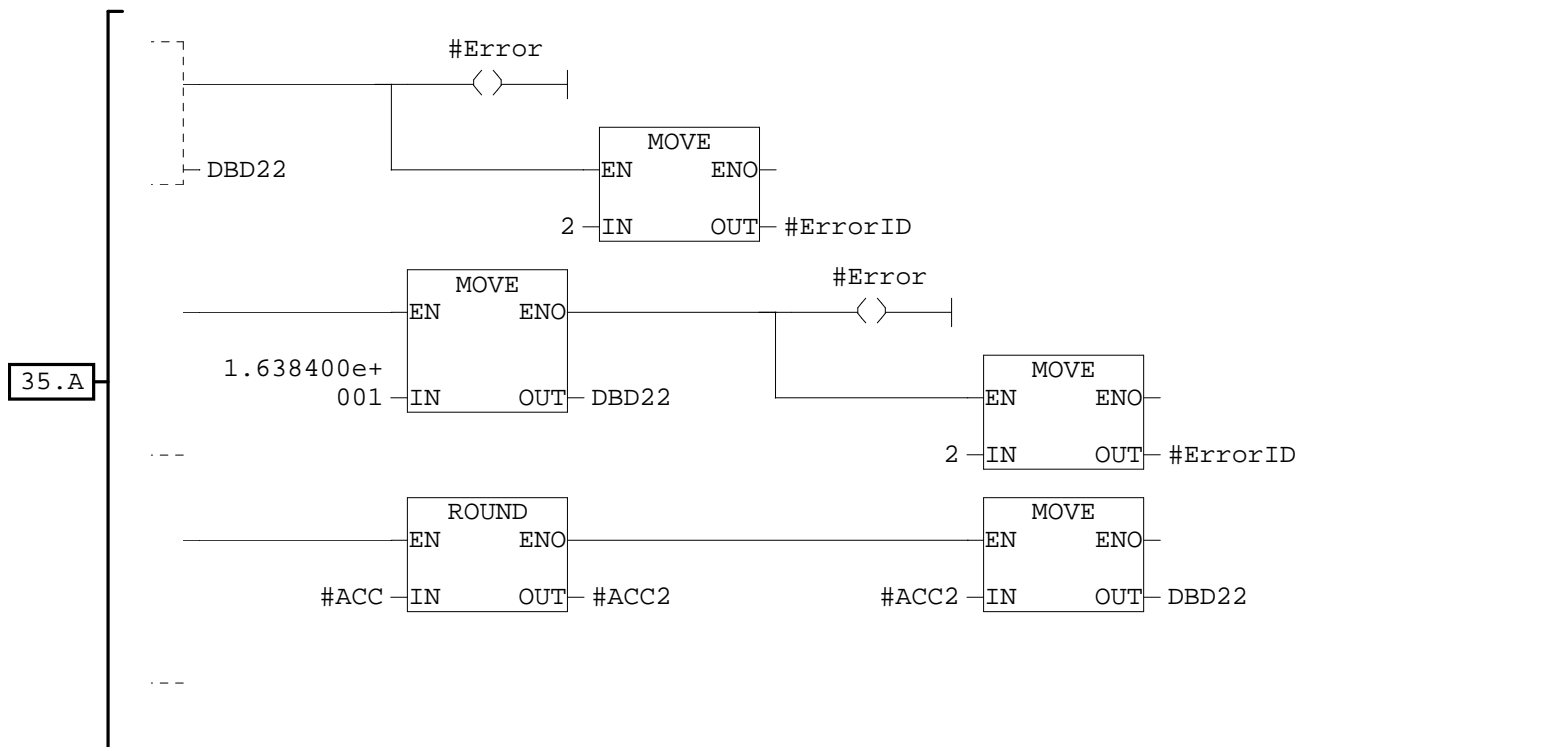 #Error
MOVE
DBD22 EN ENO
2 IN OUT #ErrorID
MOVE #Error
EN ENO
35.A 1.638400e+ MOVE
001 IN OUT DBD22 EN ENO
2 IN OUT #ErrorID
ROUND MOVE
EN ENO EN ENO
#ACC IN OUT #ACC2 #ACC2 IN OUT DBD22